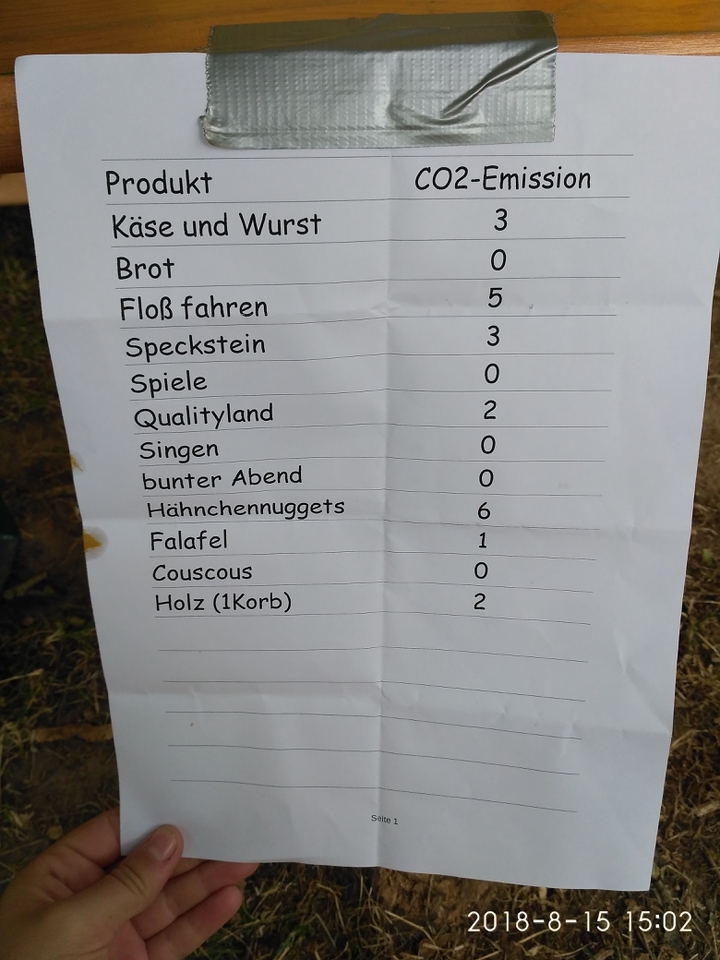 Produkt CO2-Emission
Käse und Wurst 3
Brot 0
Floß fahren 5
Speckstein 3
Spiele 0
Qualityland 2
Singen 0
bunter Abend 0
Hähnchennuggets 6
Falafel 1
Couscous 0
Holz (1Korb) 2
Seite 1
2018-8-15 15:02